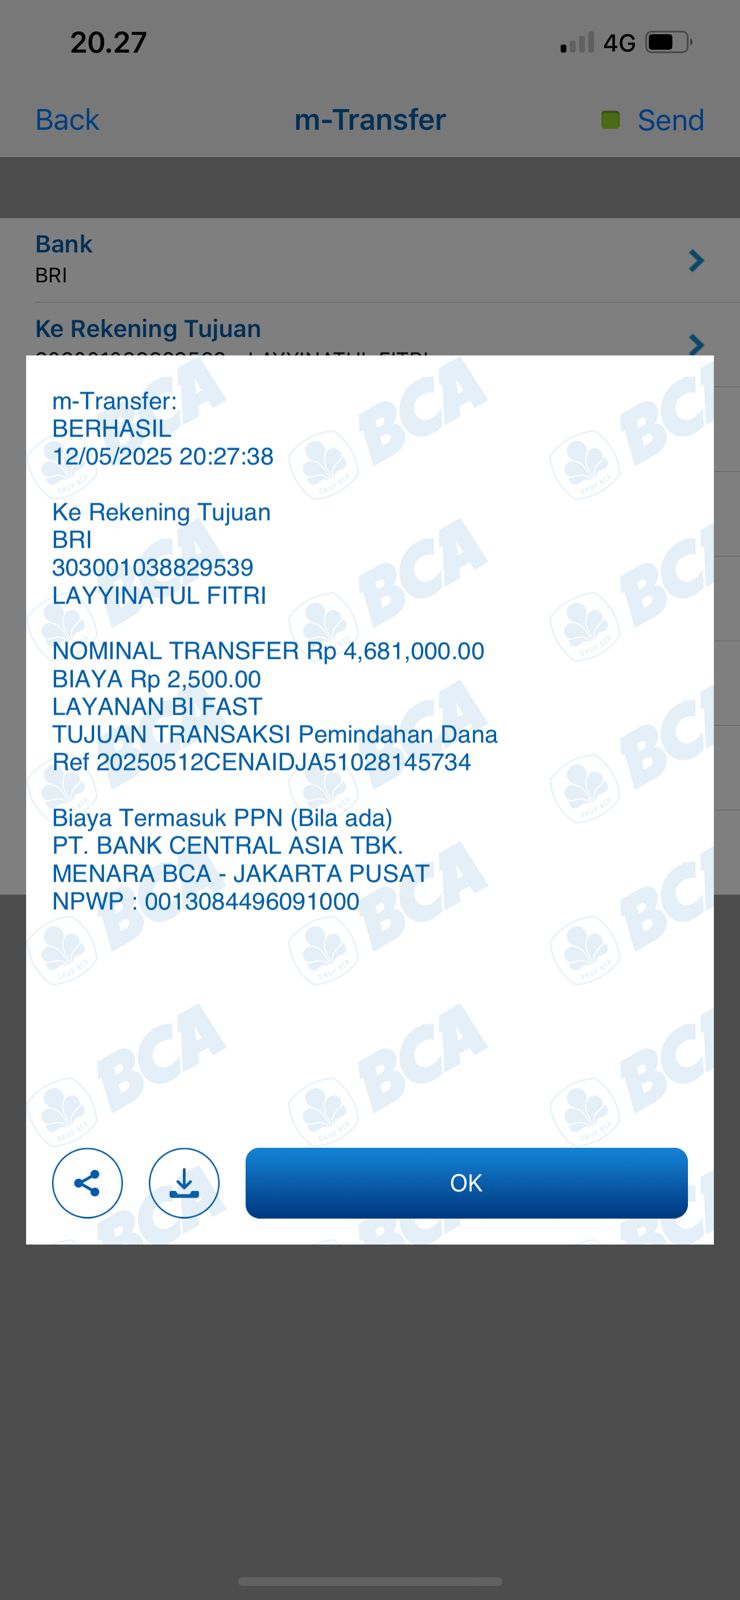 20.27
4G
Back
m-Transfer
Send
Bank
BRI
Ke Rekening Tujuan
m-Transfer:
BERHASIL
12/05/2025 20:27:38
Ke Rekening Tujuan
BRI
303001038829539
LAYYINATUL FITRI
NOMINAL TRANSFER Rp 4,681,000.00
BIAYA Rp 2,500.00
LAYANAN BI FAST
TUJUAN TRANSAKSI Pemindahan Dana
Ref 20250512CENAIDJA51028145734
Biaya Termasuk PPN (Bila ada)
PT. BANK CENTRAL ASIA TBK.
MENARA BCA - JAKARTA PUSAT
NPWP : 0013084496091000
OK